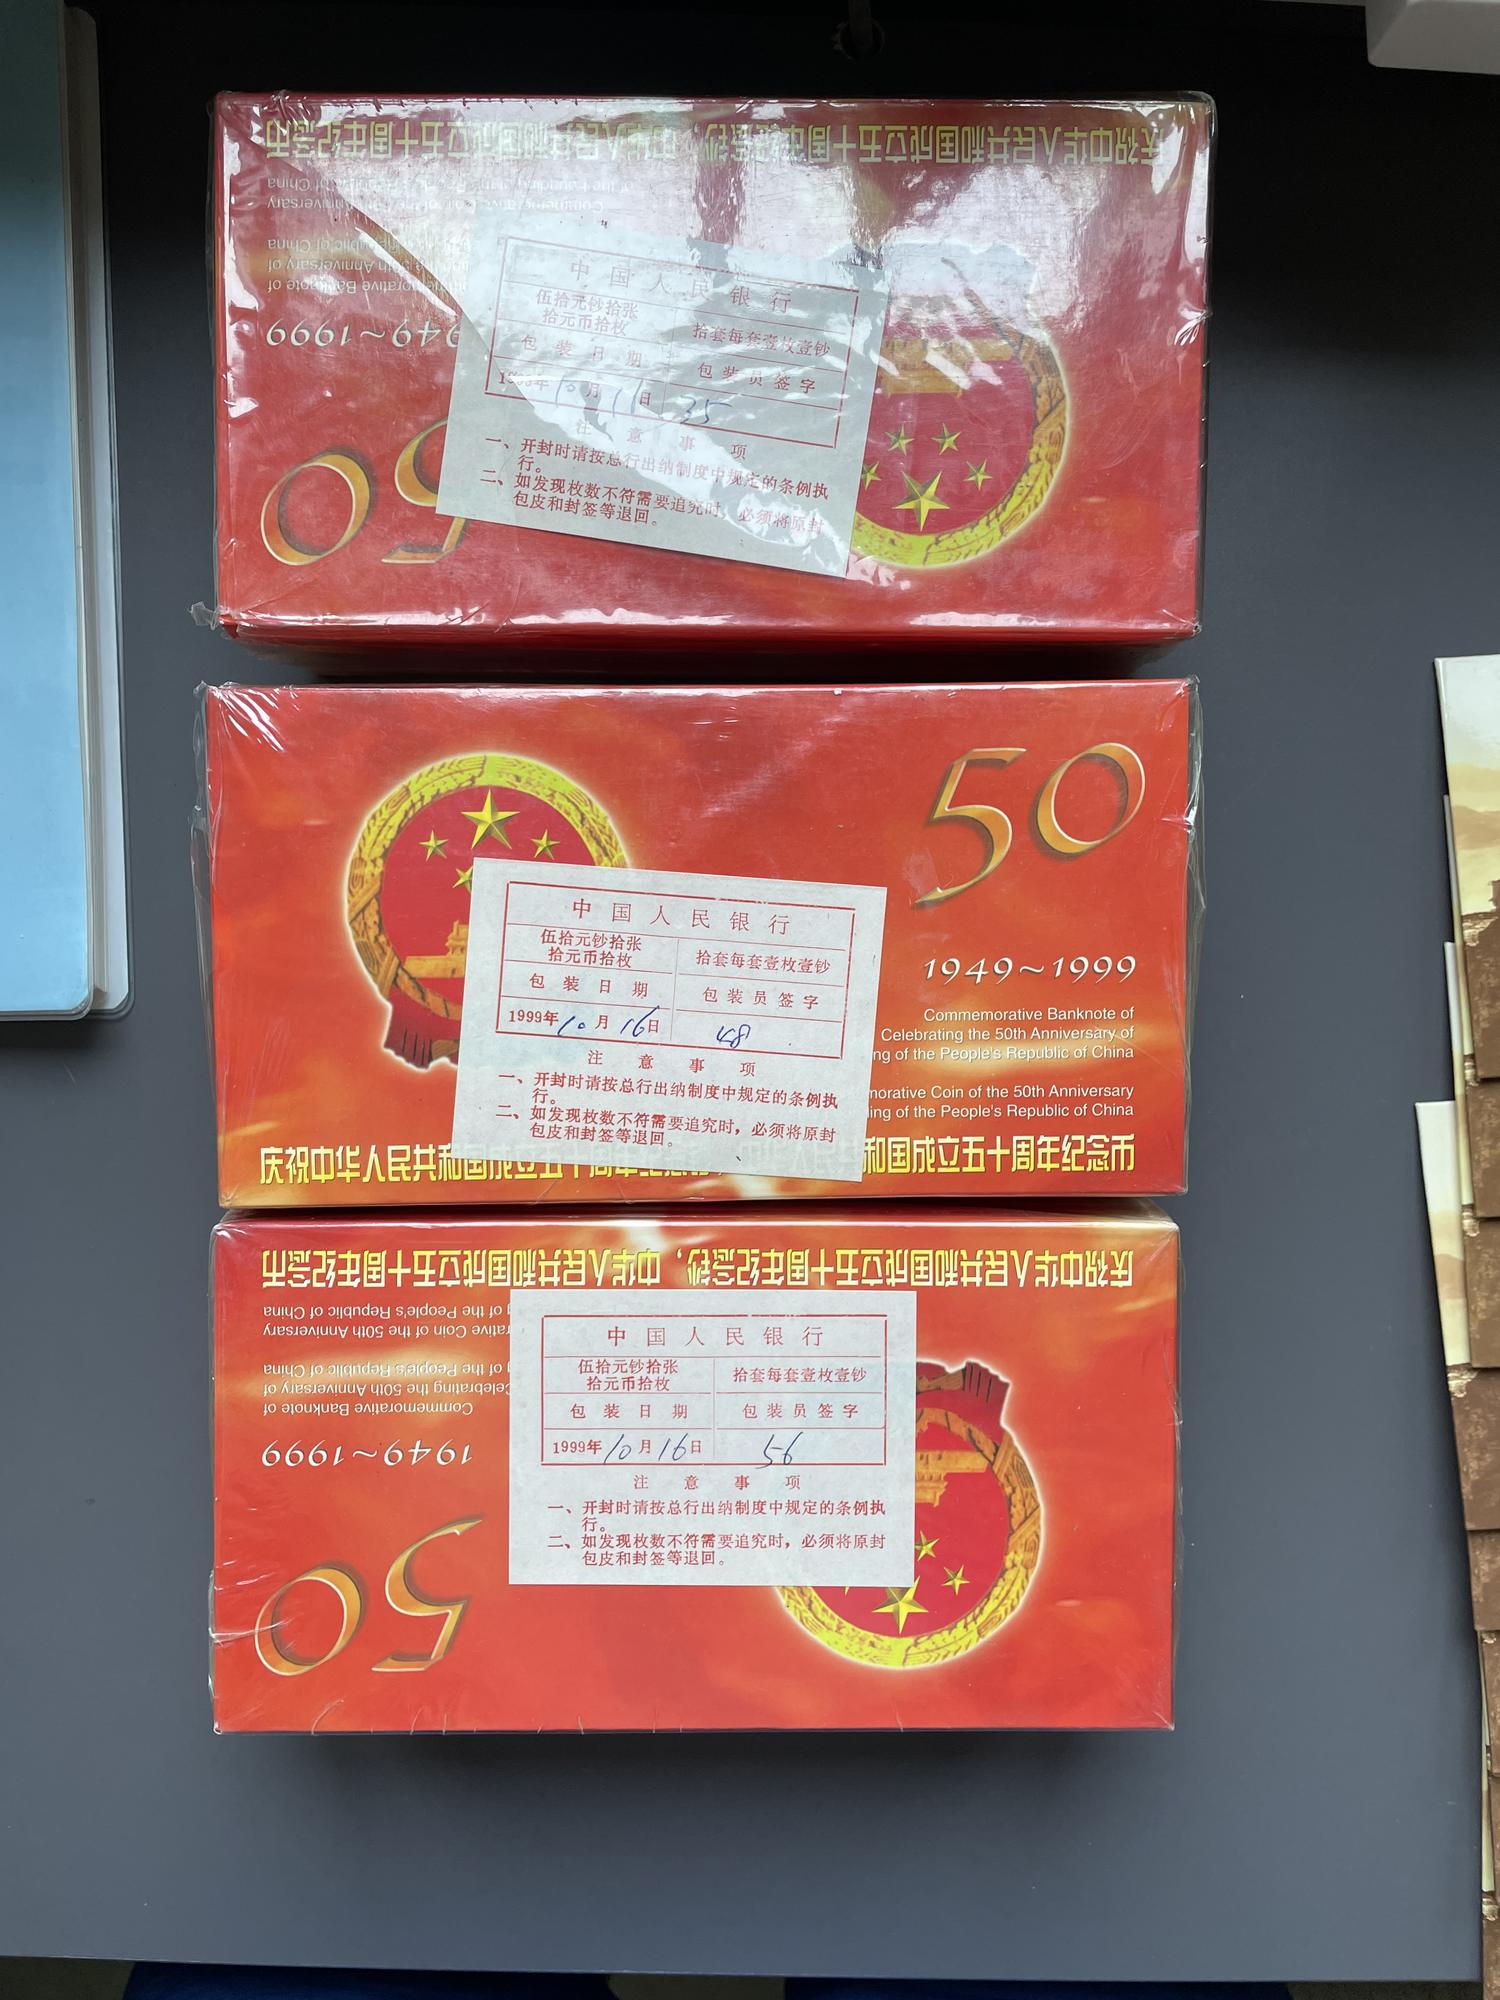 庆祝中华人民共和国成立五十周年纪念钞，中华人民共和国成立五十周年纪念币
Commemorative Coin of the 50th Anniversary
of the Founding of the People's Republic of China
Commemorative Banknote of
50th Anniversary of
Republic of China
1949~1999
50
中国人民银行
伍拾元钞拾张
拾元币拾枚
拾套每套壹枚壹钞
包装日期
包装员签字
1999年10月11日
35
注意事项
一、开封时请按总行出纳制度中规定的条例执
行。
二、如发现枚数不符需要追究时，必须将原封
包皮和封签等退回。
50
1949~1999
Commemorative Banknote of
Celebrating the 50th Anniversary of
ng of the People's Republic of China
morative Coin of the 50th Anniversary
ing of the People's Republic of China
庆祝中华人民共和国成立五十周年纪念钞，中华人民共和国成立五十周年纪念币
中国人民银行
伍拾元钞拾张
拾元币拾枚
拾套每套壹枚壹钞
包装日期
包装员签字
1999年10月16日
48
注意事项
一、开封时请按总行出纳制度中规定的条例执
行。
二、如发现枚数不符需要追究时，必须将原封
包皮和封签等退回。
庆祝中华人民共和国成立五十周年纪念钞，中华人民共和国成立五十周年纪念币
rative Coin of the 50th Anniversary
g of the People's Republic of China
Commemorative Banknote of
Celebrating the 50th Anniversary of
g of the People's Republic of China
1949~1999
50
中国人民银行
伍拾元钞拾张
拾元币拾枚
拾套每套壹枚壹钞
包装日期
包装员签字
1999年10月16日
56
注意事项
一、开封时请按总行出纳制度中规定的条例执
行。
二、如发现枚数不符需要追究时，必须将原封
包皮和封签等退回。